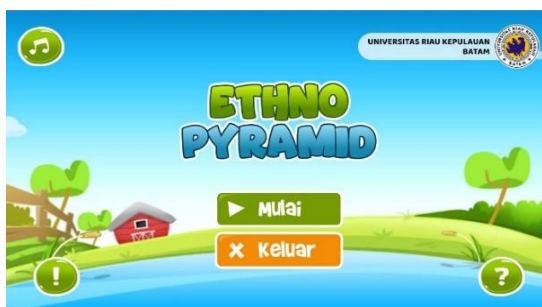 UNIVERSITAS RIAU KEPULAUAN
BATAM
ETHNO
PYRAMID
Mulai
Keluar
!
?